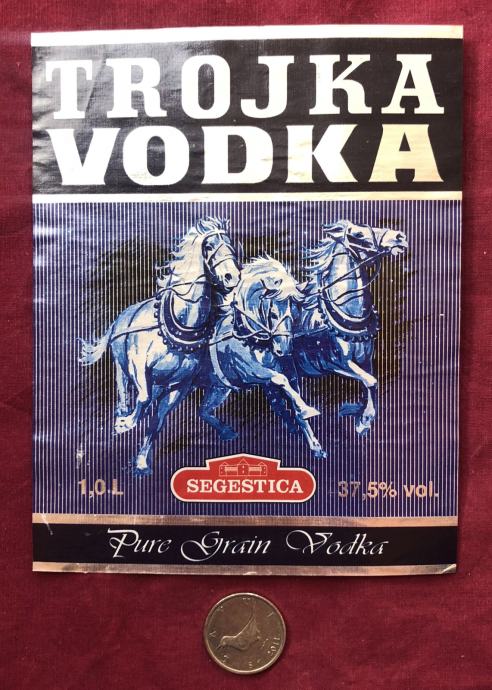 TROJKA
VODKA
1,0 L
SEGESTICA
37,5% vol.
Pure Grain Vodka